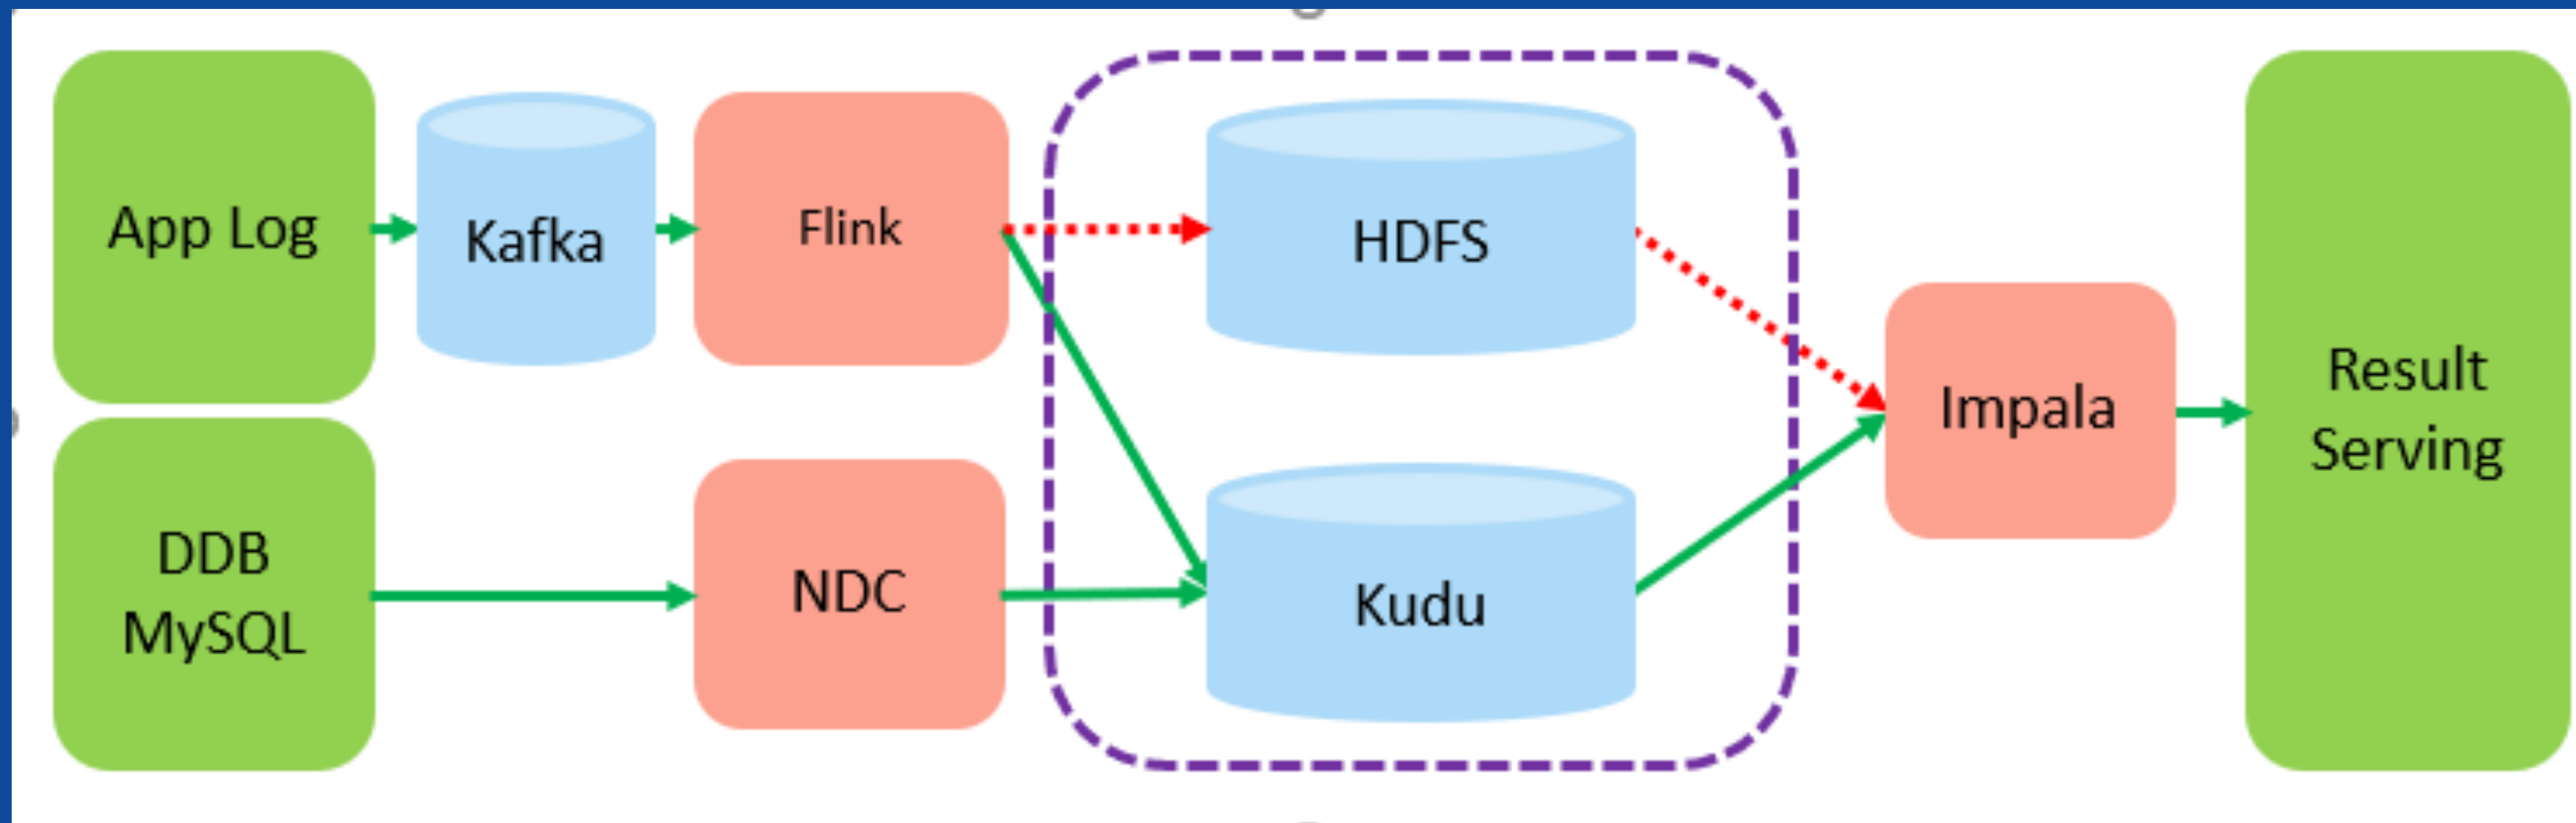 App Log
Kafka
Flink
HDFS
DDB
MySQL
NDC
Kudu
Impala
Result
Serving